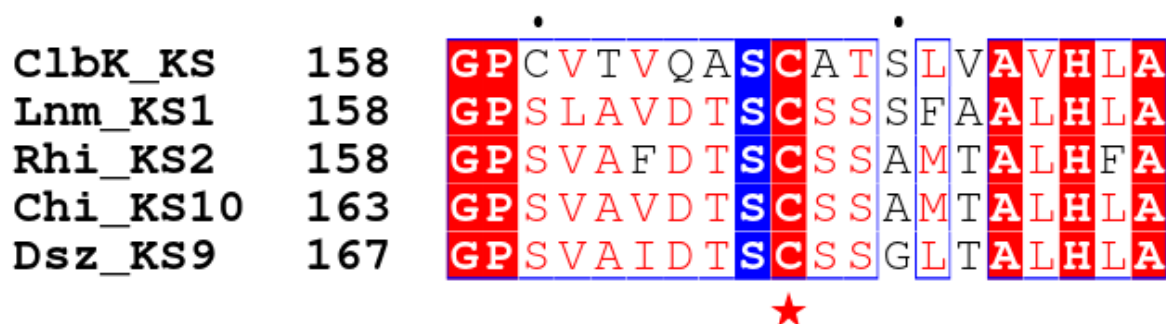 ClbK_KS 158 GPCVTVQASCATSLVAVHLA
Lnm_KS1 158 GPSLAVDTSCSSSFAALHLA
Rhi_KS2 158 GPSVAFDTSCSSAMTALHFA
Chi_KS10 163 GPSVAVDTSCSSAMTALHLA
Dsz_KS9 167 GPSVAIDTSCSSGLTALHLA